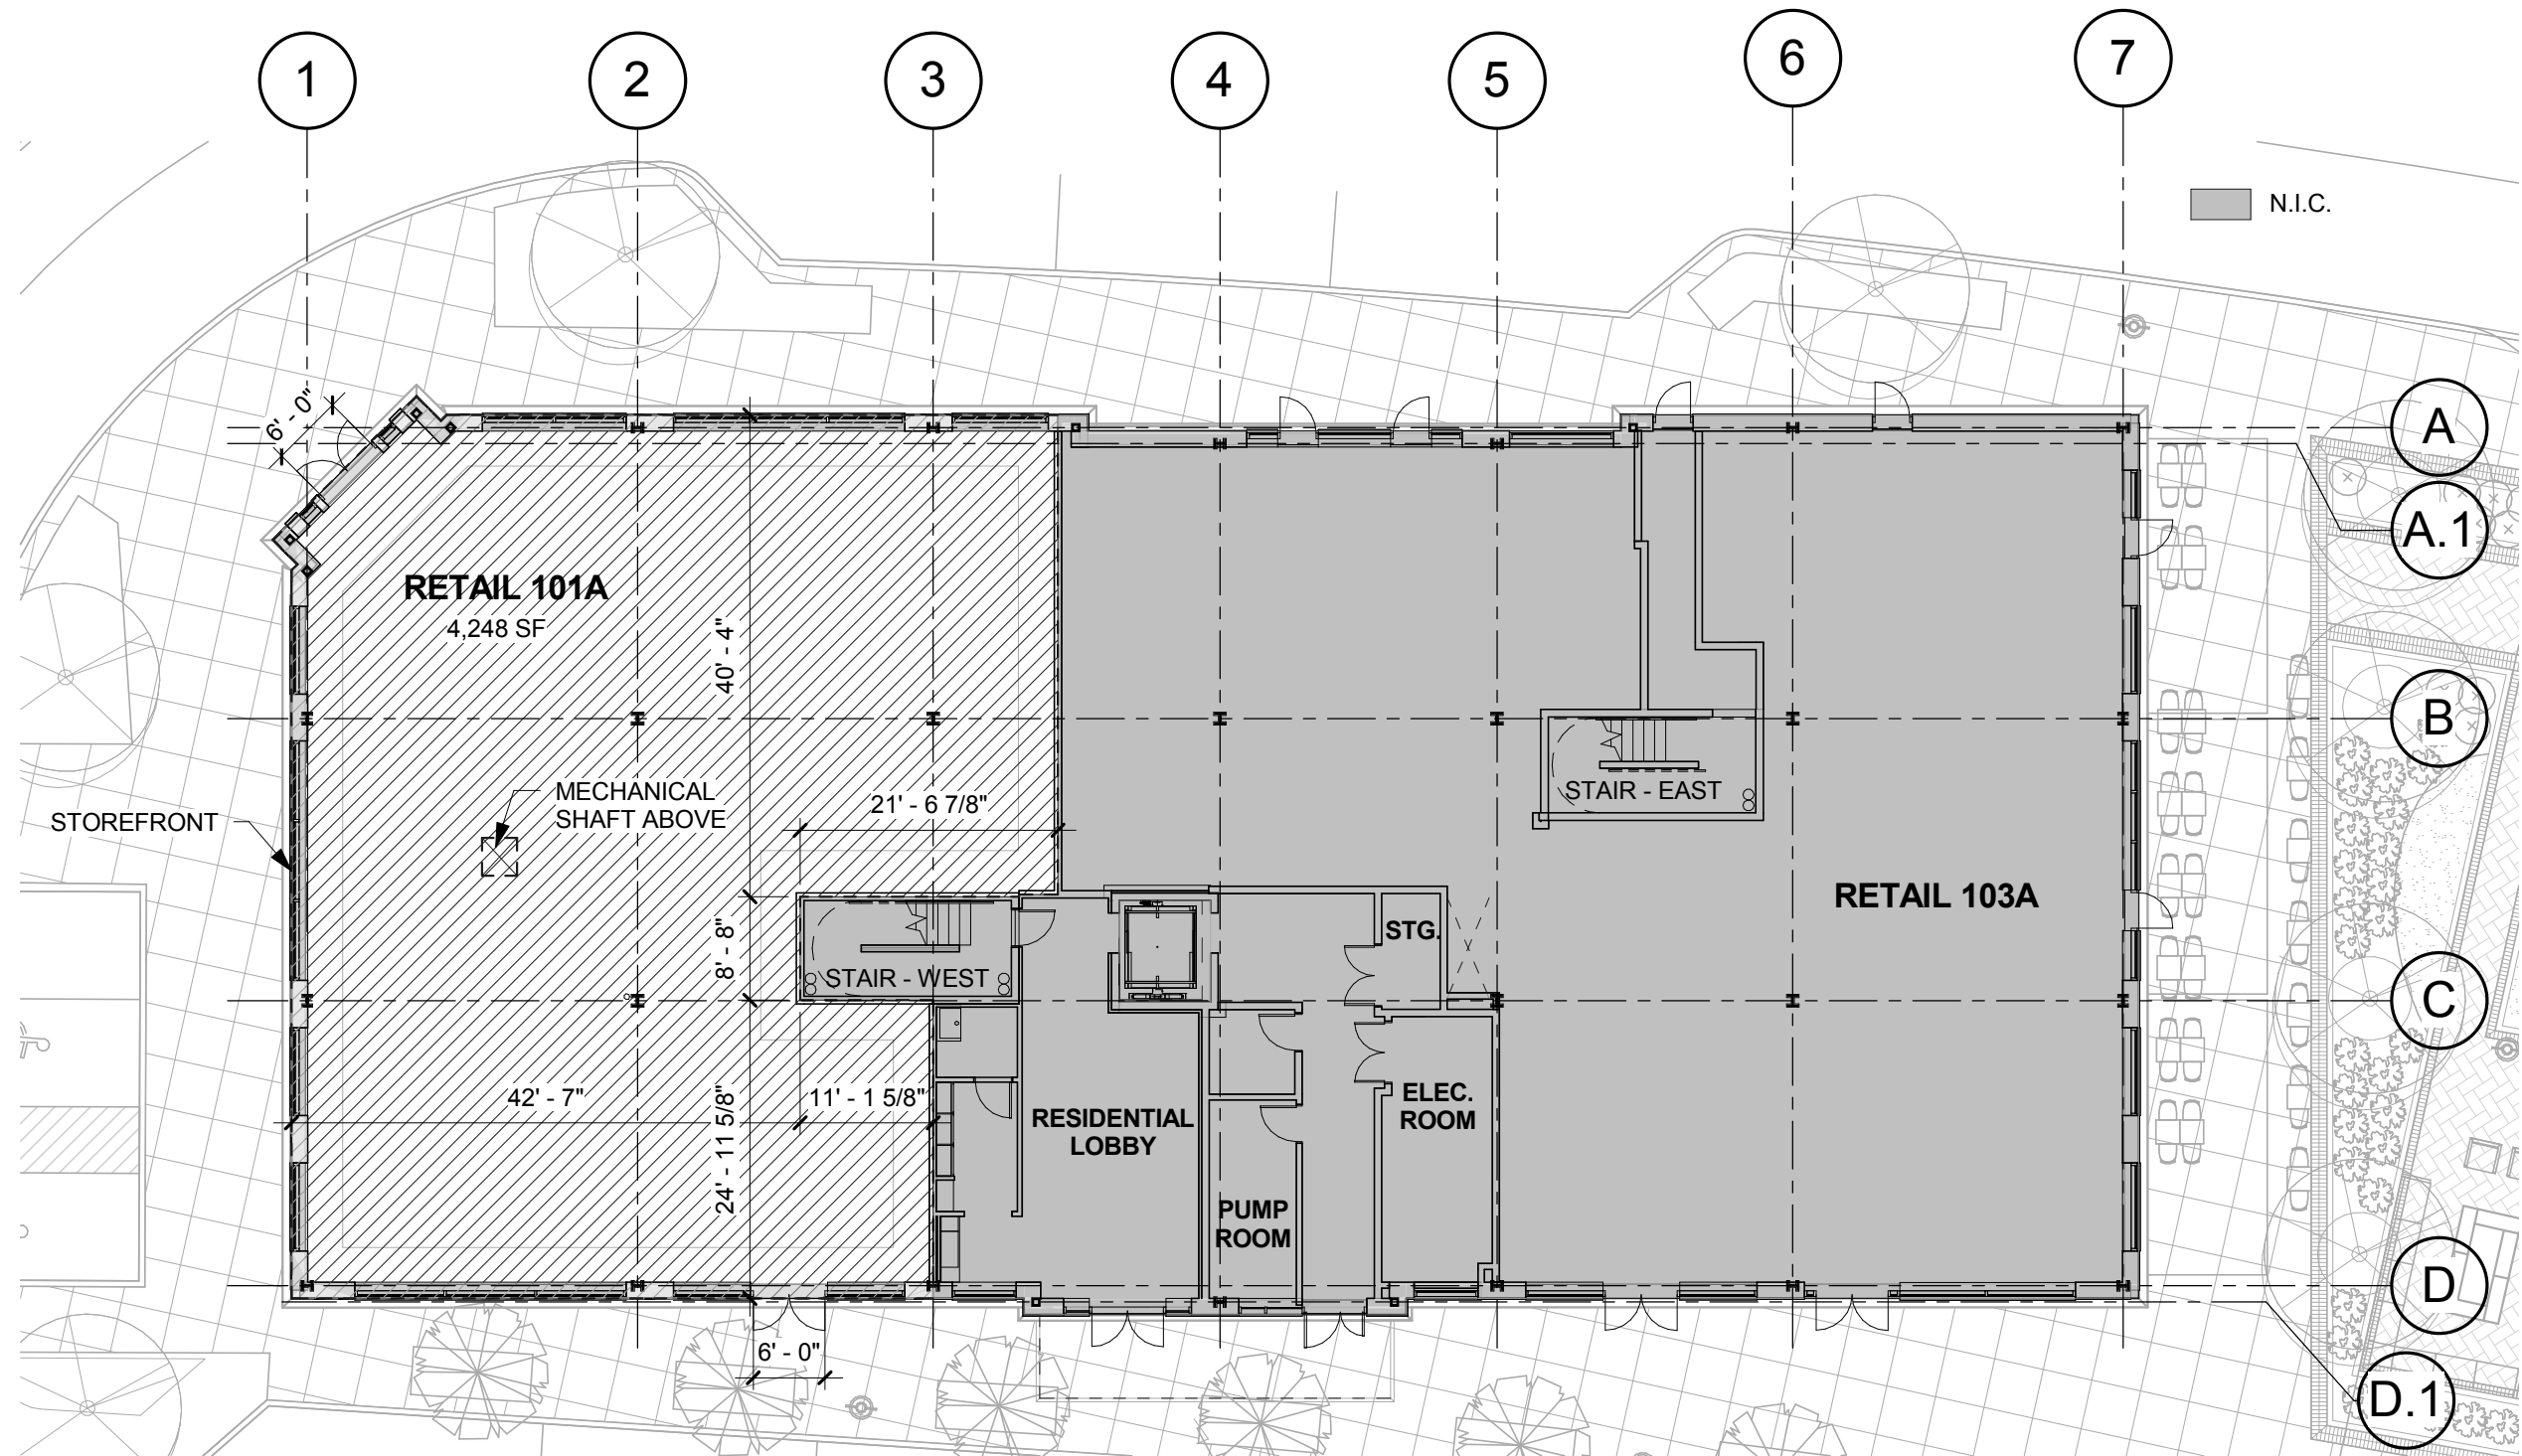 1
2
3
4
5
6
7
N.I.C.
6' - 0"
A
A.1
RETAIL 101A
4,248 SF
40' - 4"
B
MECHANICAL
SHAFT ABOVE
21' - 6 7/8"
STAIR - EAST
STOREFRONT
RETAIL 103A
STG.
8' - 8"
STAIR - WEST
C
42' - 7"
11' - 1 5/8"
24' - 11 5/8"
RESIDENTIAL
LOBBY
ELEC.
ROOM
PUMP
ROOM
D
6' - 0"
D.1